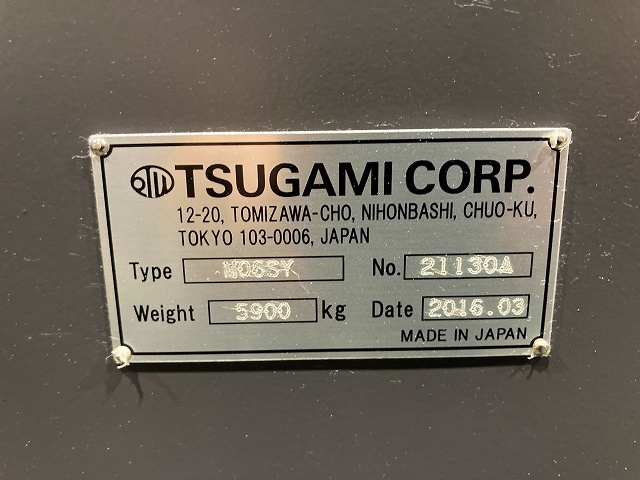 TSUGAMI CORP.
12-20, TOMIZAWA-CHO, NIHONBASHI, CHUO-KU,
TOKYO 103-0006, JAPAN
Type M06SY No. 21130A
Weight 5900 kg Date 2016.03
MADE IN JAPAN